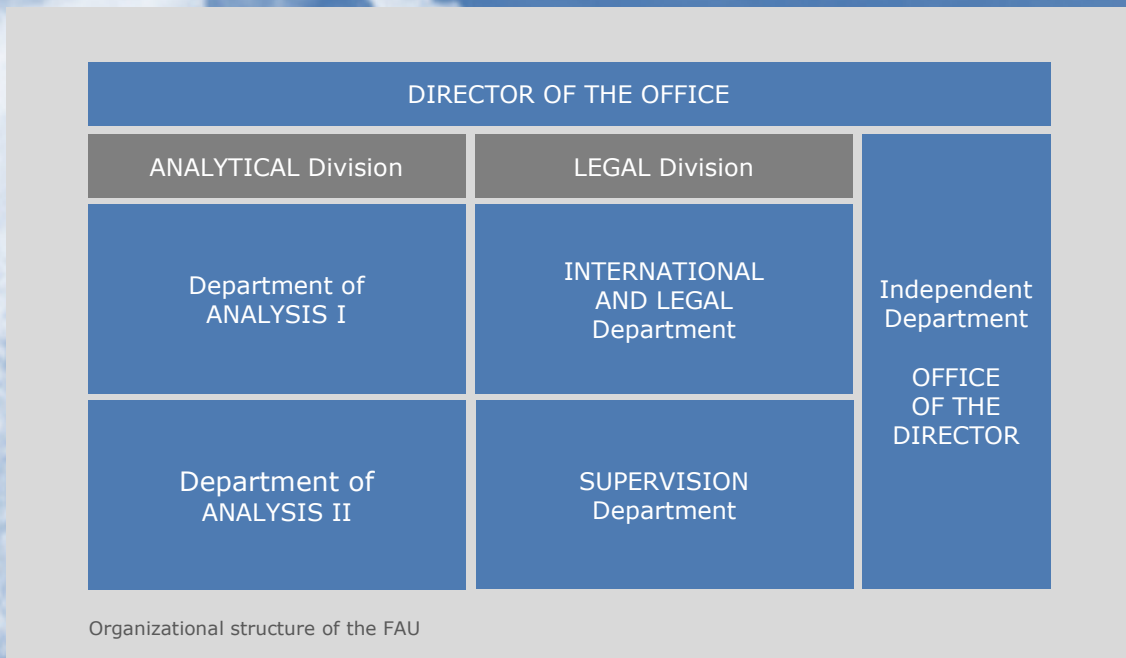 DIRECTOR OF THE OFFICE
ANALYTICAL Division
LEGAL Division
Department of
ANALYSIS I
INTERNATIONAL
AND LEGAL
Department
Independent
Department
OFFICE
OF THE
DIRECTOR
Department of
ANALYSIS II
SUPERVISION
Department
Organizational structure of the FAU